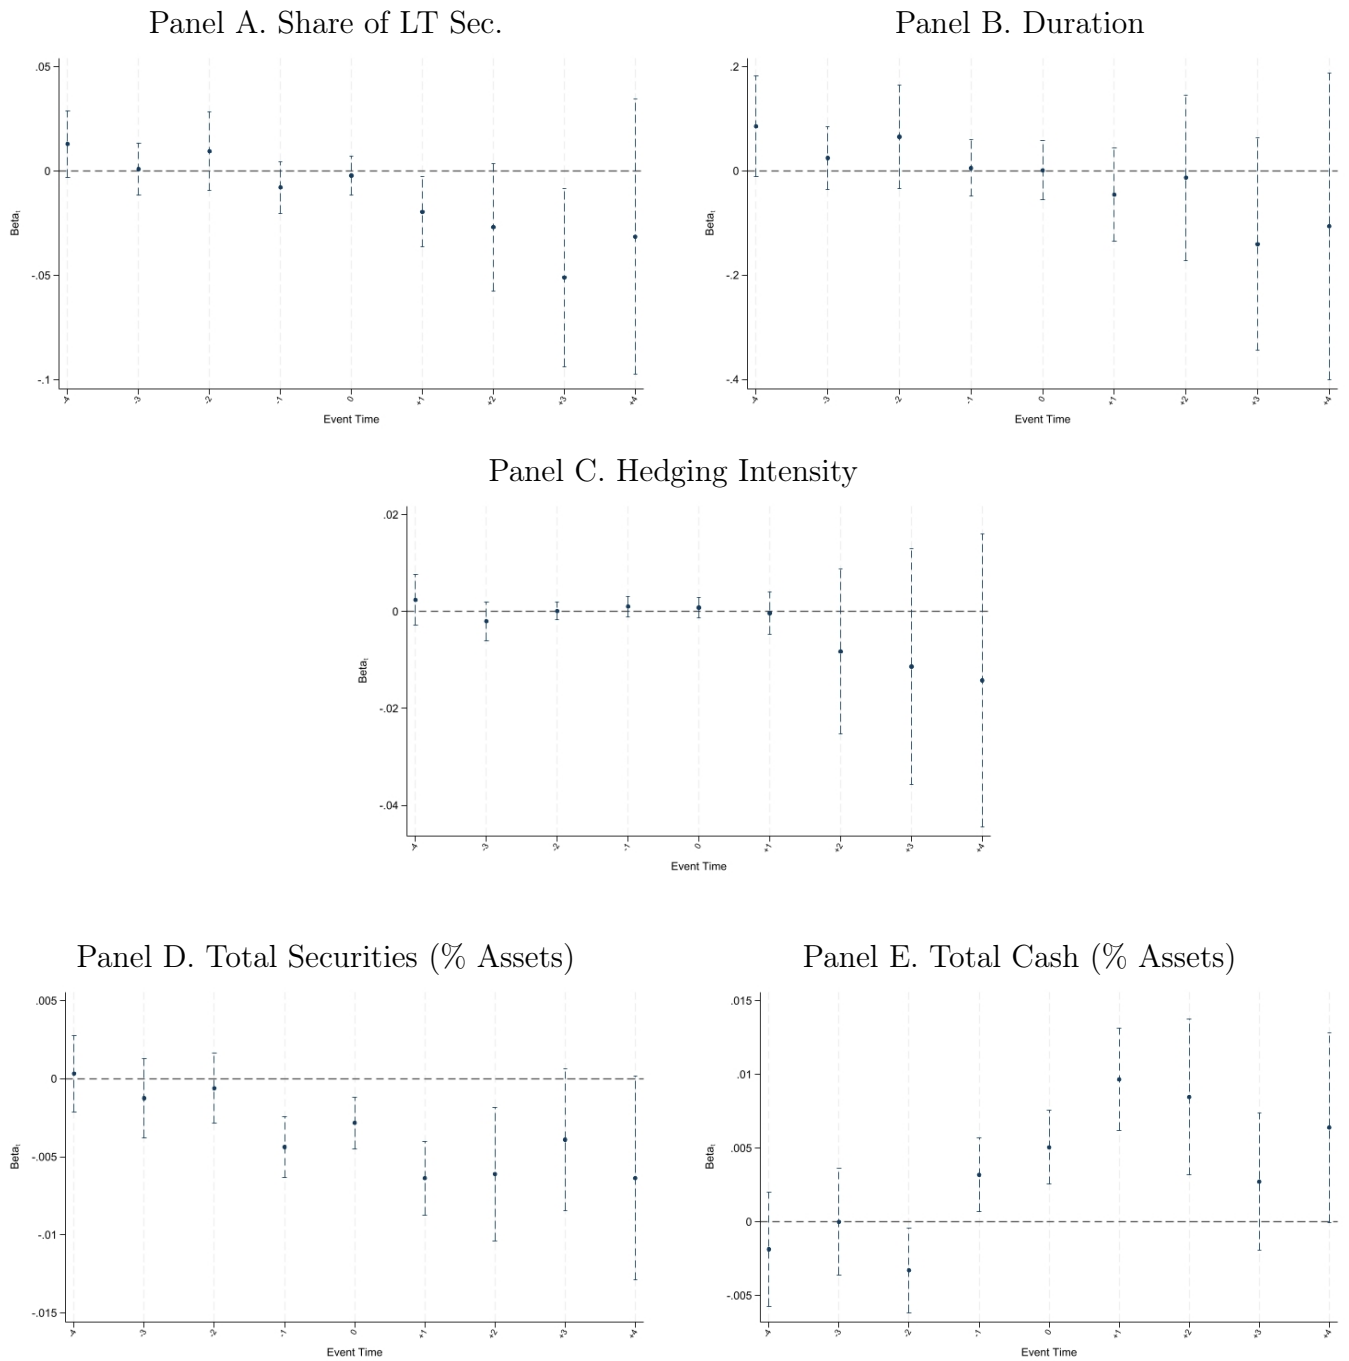 Panel A. Share of LT Sec.
.05
0
-.05
-.1
Beta_t
-4 -3 -2 -1 0 +1 +2 +3 +4
Event Time
Panel B. Duration
.2
0
-.2
-.4
Beta_t
-4 -3 -2 -1 0 +1 +2 +3 +4
Event Time
Panel C. Hedging Intensity
.02
0
-.02
-.04
Beta_t
-4 -3 -2 -1 0 +1 +2 +3 +4
Event Time
Panel D. Total Securities (% Assets)
.005
0
-.005
-.01
-.015
Beta_t
-4 -3 -2 -1 0 +1 +2 +3 +4
Event Time
Panel E. Total Cash (% Assets)
.015
.01
.005
0
-.005
Beta_t
-4 -3 -2 -1 0 +1 +2 +3 +4
Event Time